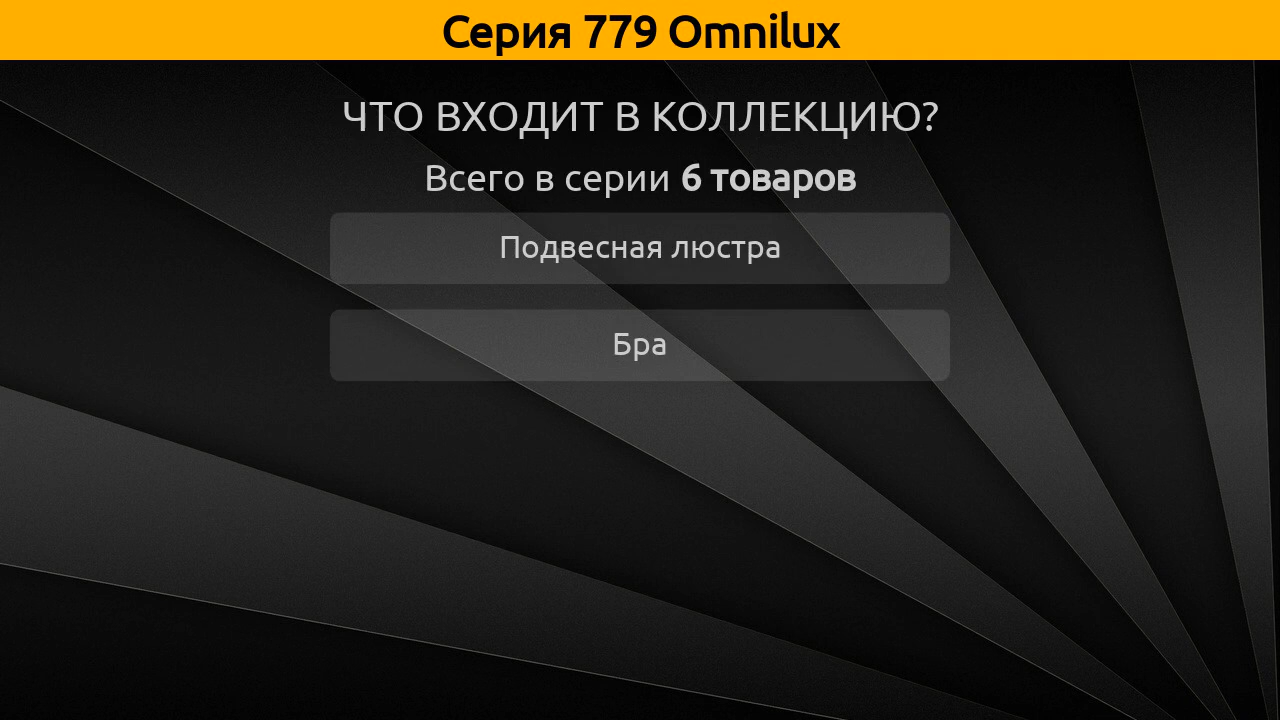 Серия 779 Omnilux
ЧТО ВХОДИТ В КОЛЛЕКЦИЮ?
Всего в серии 6 товаров
Подвесная люстра
Бра